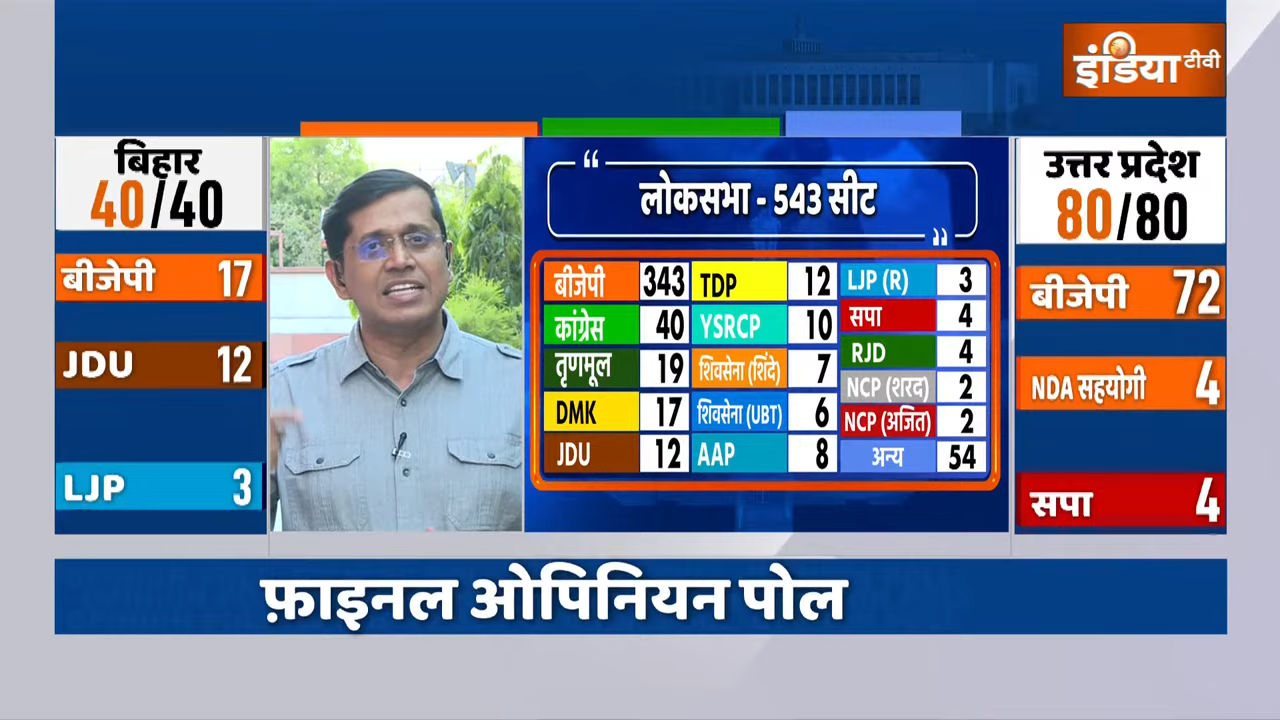 इंडिया टीवी
बिहार
40/40
बीजेपी 17
JDU 12
LJP 3
“
लोकसभा - 543 सीट
”
बीजेपी 343 TDP 12 LJP (R) 3
कांग्रेस 40 YSRCP 10 सपा 4
तृणमूल 19 शिवसेना (शिंदे) 7 RJD 4
DMK 17 शिवसेना (UBT) 6 NCP (शरद) 2
JDU 12 AAP 8 NCP (अजित) 2
अन्य 54
उत्तर प्रदेश
80/80
बीजेपी 72
NDA सहयोगी 4
सपा 4
फ़ाइनल ओपिनियन पोल